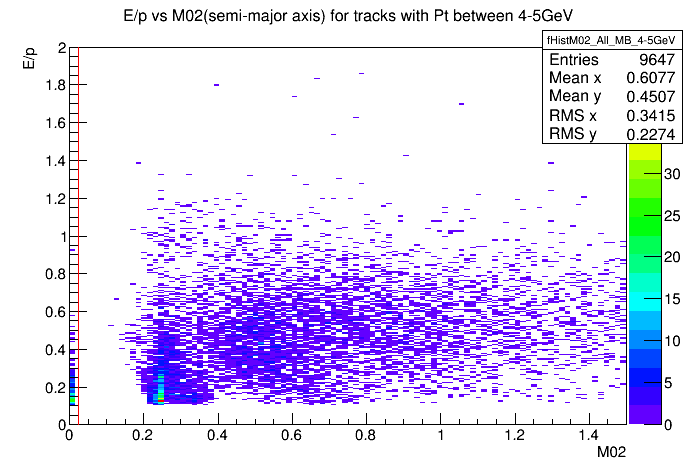 E/p vs M02(semi-major axis) for tracks with Pt between 4-5GeV
E/p
fHistM02_All_MB_4-5GeV
Entries 9647
Mean x 0.6077
Mean y 0.4507
RMS x 0.3415
RMS y 0.2274
2
1.8
1.6
1.4
1.2
1
0.8
0.6
0.4
0.2
0
30
25
20
15
10
5
0
0 0.2 0.4 0.6 0.8 1 1.2 1.4
M02